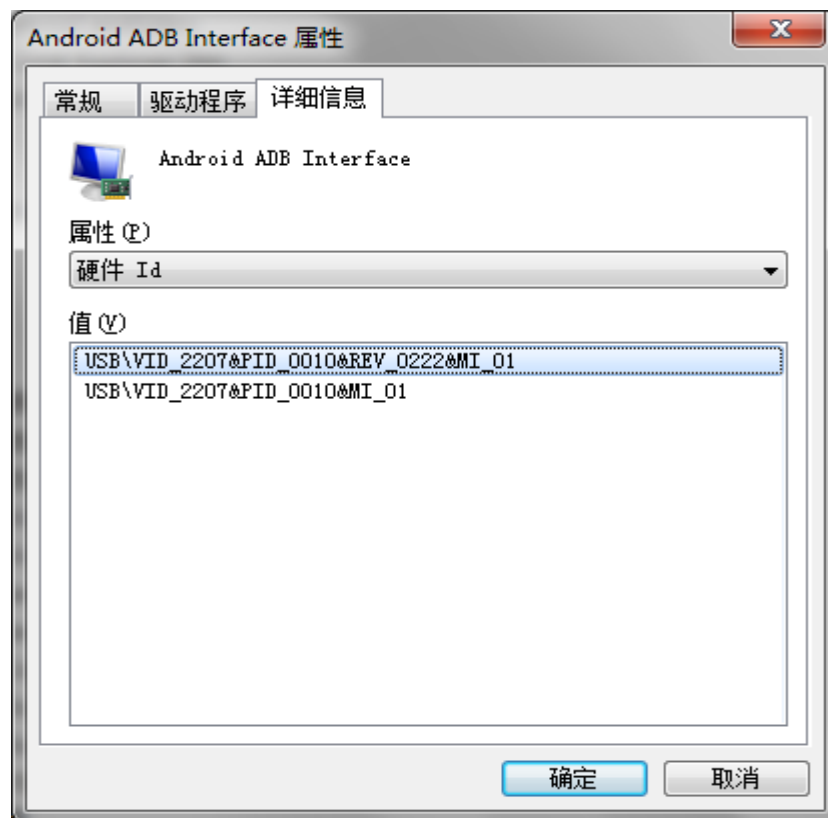 Android ADB Interface 属性
常规 驱动程序 详细信息
Android ADB Interface
属性(P)
硬件 Id
值(V)
USB\VID_2207&PID_0010&REV_0222&MI_01
USB\VID_2207&PID_0010&MI_01
确定 取消